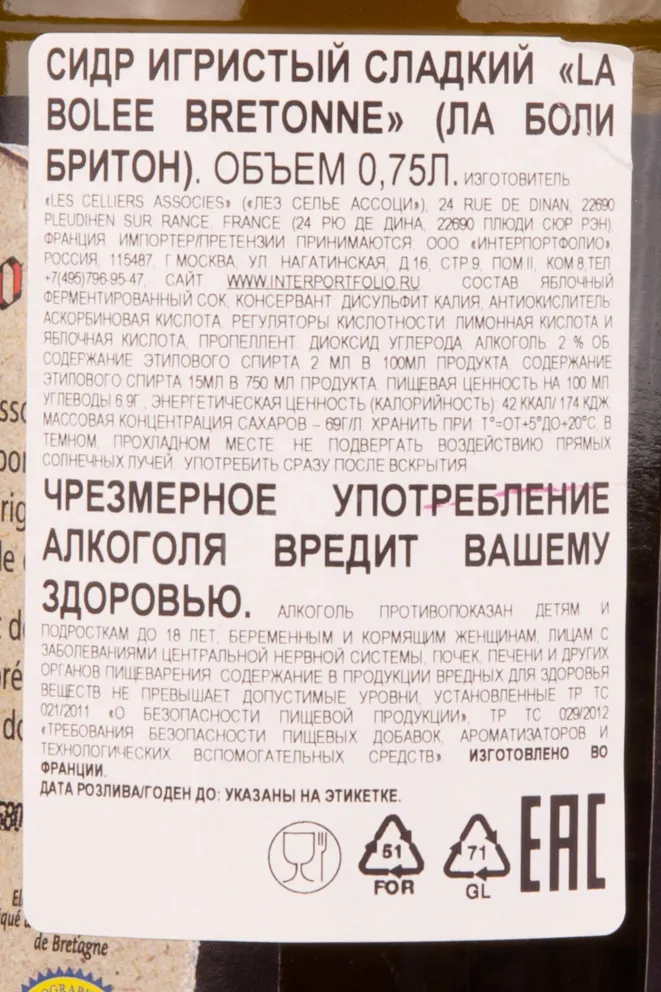 СИДР ИГРИСТЫЙ СЛАДКИЙ «LA
BOLEE BRETONNE» (ЛА БОЛИ
БРИТОН). ОБЪЕМ 0,75Л. ИЗГОТОВИТЕЛЬ:
«LES CELLIERS ASSOCIES» («ЛЕЗ СЕЛЬЕ АССОЦИ»), 24 RUE DE DINAN, 22690
PLEUDIHEN SUR RANCE, FRANCE (24 РЮ ДЕ ДИНА, 22690 ПЛЮДИ СЮР РЭН),
ФРАНЦИЯ ИМПОРТЕР/ПРЕТЕНЗИИ ПРИНИМАЮТСЯ ООО «ИНТЕРПОРТФОЛИО»,
РОССИЯ, 115487, Г.МОСКВА, УЛ. НАГАТИНСКАЯ, Д.16, СТР.9, ПОМ.II, КОМ.8,ТЕЛ.
+7(495)796-95-47, САЙТ WWW.INTERPORTFOLIO.RU СОСТАВ: ЯБЛОЧНЫЙ
ФЕРМЕНТИРОВАННЫЙ СОК, КОНСЕРВАНТ: ДИСУЛЬФИТ КАЛИЯ, АНТИОКИСЛИТЕЛЬ:
АСКОРБИНОВАЯ КИСЛОТА, РЕГУЛЯТОРЫ КИСЛОТНОСТИ: ЛИМОННАЯ КИСЛОТА И
ЯБЛОЧНАЯ КИСЛОТА, ПРОПЕЛЛЕНТ: ДИОКСИД УГЛЕРОДА. АЛКОГОЛЬ: 2 % ОБ.
СОДЕРЖАНИЕ ЭТИЛОВОГО СПИРТА 2 МЛ В 100МЛ ПРОДУКТА. СОДЕРЖАНИЕ
ЭТИЛОВОГО СПИРТА 15МЛ В 750 МЛ ПРОДУКТА. ПИЩЕВАЯ ЦЕННОСТЬ НА 100 МЛ:
УГЛЕВОДЫ 6.9Г., ЭНЕРГЕТИЧЕСКАЯ ЦЕННОСТЬ (КАЛОРИЙНОСТЬ): 42 ККАЛ/ 174 КДЖ.
МАССОВАЯ КОНЦЕНТРАЦИЯ САХАРОВ – 69Г/Л. ХРАНИТЬ ПРИ: Т°=ОТ+5°ДО+20°С, В
ТЕМНОМ, ПРОХЛАДНОМ МЕСТЕ. НЕ ПОДВЕРГАТЬ ВОЗДЕЙСТВИЮ ПРЯМЫХ
СОЛНЕЧНЫХ ЛУЧЕЙ. УПОТРЕБИТЬ СРАЗУ ПОСЛЕ ВСКРЫТИЯ.
ЧРЕЗМЕРНОЕ УПОТРЕБЛЕНИЕ
АЛКОГОЛЯ ВРЕДИТ ВАШЕМУ
ЗДОРОВЬЮ. АЛКОГОЛЬ ПРОТИВОПОКАЗАН ДЕТЯМ И
ПОДРОСТКАМ ДО 18 ЛЕТ, БЕРЕМЕННЫМ И КОРМЯЩИМ ЖЕНЩИНАМ, ЛИЦАМ С
ЗАБОЛЕВАНИЯМИ ЦЕНТРАЛЬНОЙ НЕРВНОЙ СИСТЕМЫ, ПОЧЕК, ПЕЧЕНИ И ДРУГИХ
ОРГАНОВ ПИЩЕВАРЕНИЯ. СОДЕРЖАНИЕ В ПРОДУКЦИИ ВРЕДНЫХ ДЛЯ ЗДОРОВЬЯ
ВЕЩЕСТВ НЕ ПРЕВЫШАЕТ ДОПУСТИМЫЕ УРОВНИ, УСТАНОВЛЕННЫЕ ТР ТС
021/2011 «О БЕЗОПАСНОСТИ ПИЩЕВОЙ ПРОДУКЦИИ», ТР ТС 029/2012
«ТРЕБОВАНИЯ БЕЗОПАСНОСТИ ПИЩЕВЫХ ДОБАВОК, АРОМАТИЗАТОРОВ И
ТЕХНОЛОГИЧЕСКИХ ВСПОМОГАТЕЛЬНЫХ СРЕДСТВ» ИЗГОТОВЛЕНО ВО
ФРАНЦИИ.
ДАТА РОЗЛИВА/ГОДЕН ДО: УКАЗАНЫ НА ЭТИКЕТКЕ.
51
FOR
71
GL
EAC
de Bretagne